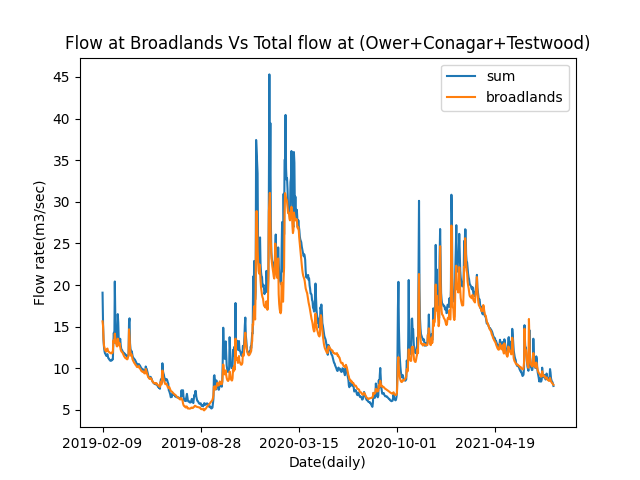 Flow at Broadlands Vs Total flow at (Ower+Conagar+Testwood)
sum
broadlands
45
40
35
30
25
20
15
10
5
Flow rate(m3/sec)
2019-02-09 2019-08-28 2020-03-15 2020-10-01 2021-04-19
Date(daily)